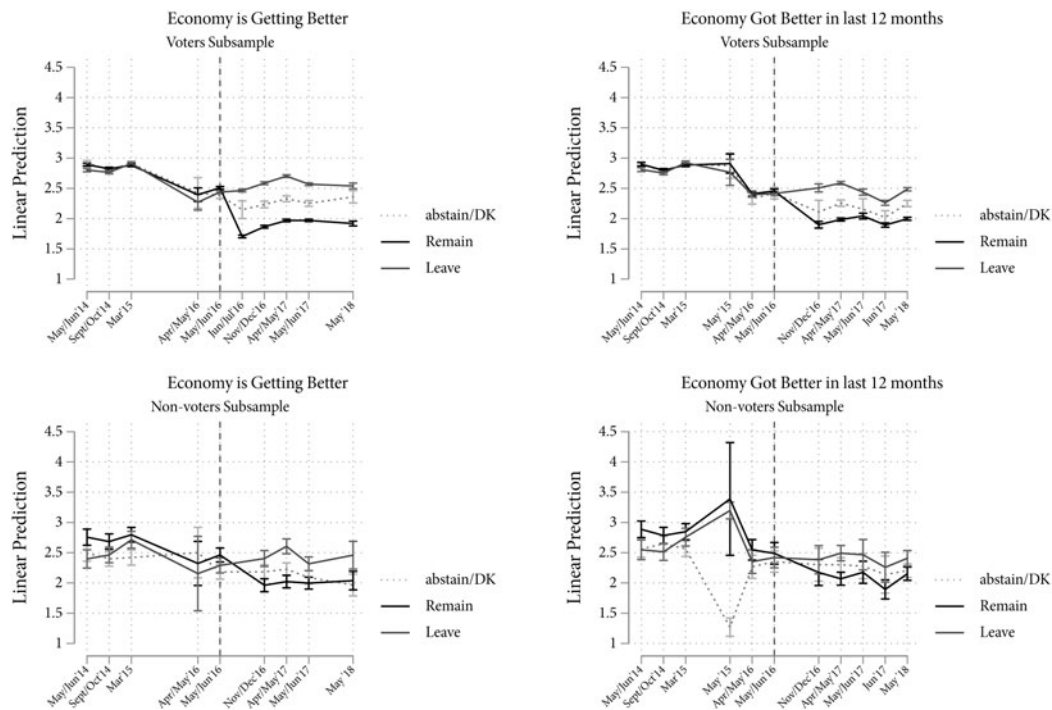 Economy is Getting Better
Voters Subsample
Linear Prediction
4.5
4
3.5
3
2.5
2
1.5
1
May/Jun'14
Sept/Oct'14
Mar'15
Apr/May'16
May/Jun'16
Jun/Jul'16
Nov/Dec'16
Apr/May'17
May/Jun'17
May '18
abstain/DK
Remain
Leave
Economy Got Better in last 12 months
Voters Subsample
Linear Prediction
4.5
4
3.5
3
2.5
2
1.5
1
May/Jun'14
Sept/Oct'14
Mar'15
May '15
Apr/May'16
May/Jun'16
Nov/Dec'16
Apr/May'17
May/Jun'17
Jun'17
May '18
abstain/DK
Remain
Leave
Economy is Getting Better
Non-voters Subsample
Linear Prediction
4.5
4
3.5
3
2.5
2
1.5
1
May/Jun'14
Sept/Oct'14
Mar'15
Apr/May'16
May/Jun'16
Nov/Dec'16
Apr/May'17
May/Jun'17
May '18
abstain/DK
Remain
Leave
Economy Got Better in last 12 months
Non-voters Subsample
Linear Prediction
4.5
4
3.5
3
2.5
2
1.5
1
May/Jun'14
Sept/Oct'14
Mar'15
May '15
Apr/May'16
May/Jun'16
Nov/Dec'16
Apr/May'17
May/Jun'17
Jun'17
May '18
abstain/DK
Remain
Leave